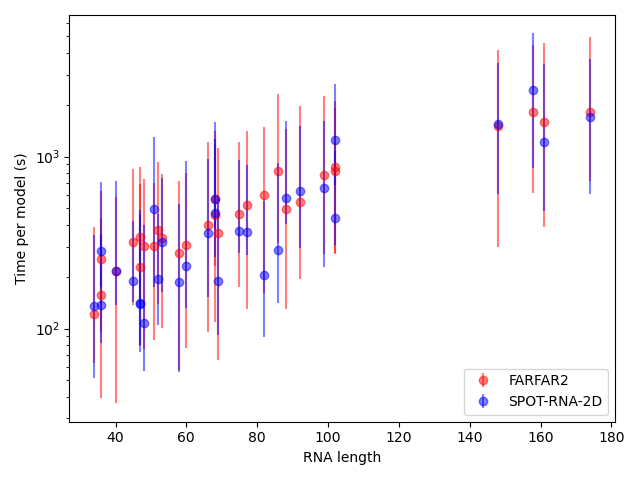 Time per model (s)
10³
10²
40 60 80 100 120 140 160 180
RNA length
FARFAR2
SPOT-RNA-2D